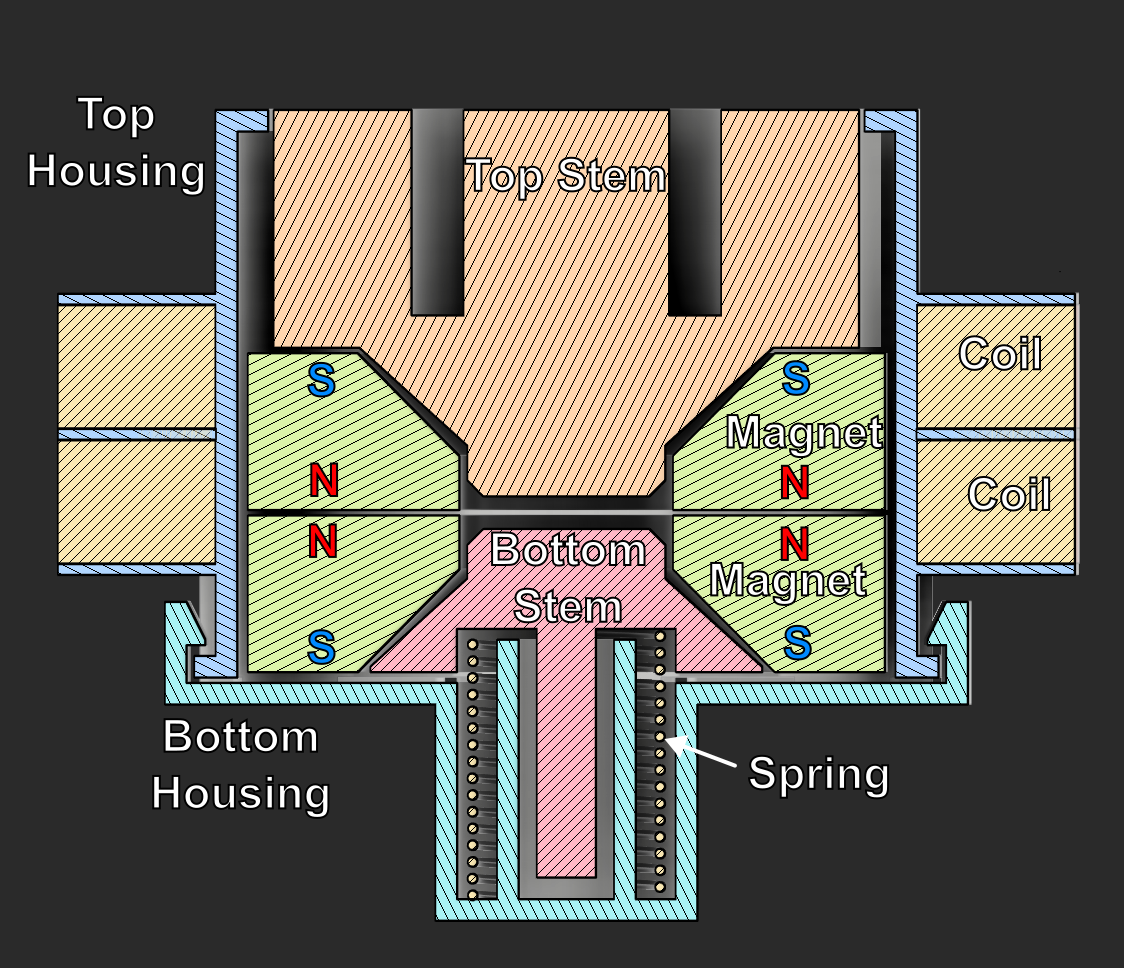 Top
Housing
Top Stem
S
S
Coil
Magnet
N
N
Coil
N
N
Bottom
Stem
Magnet
S
S
Bottom
Housing
Spring